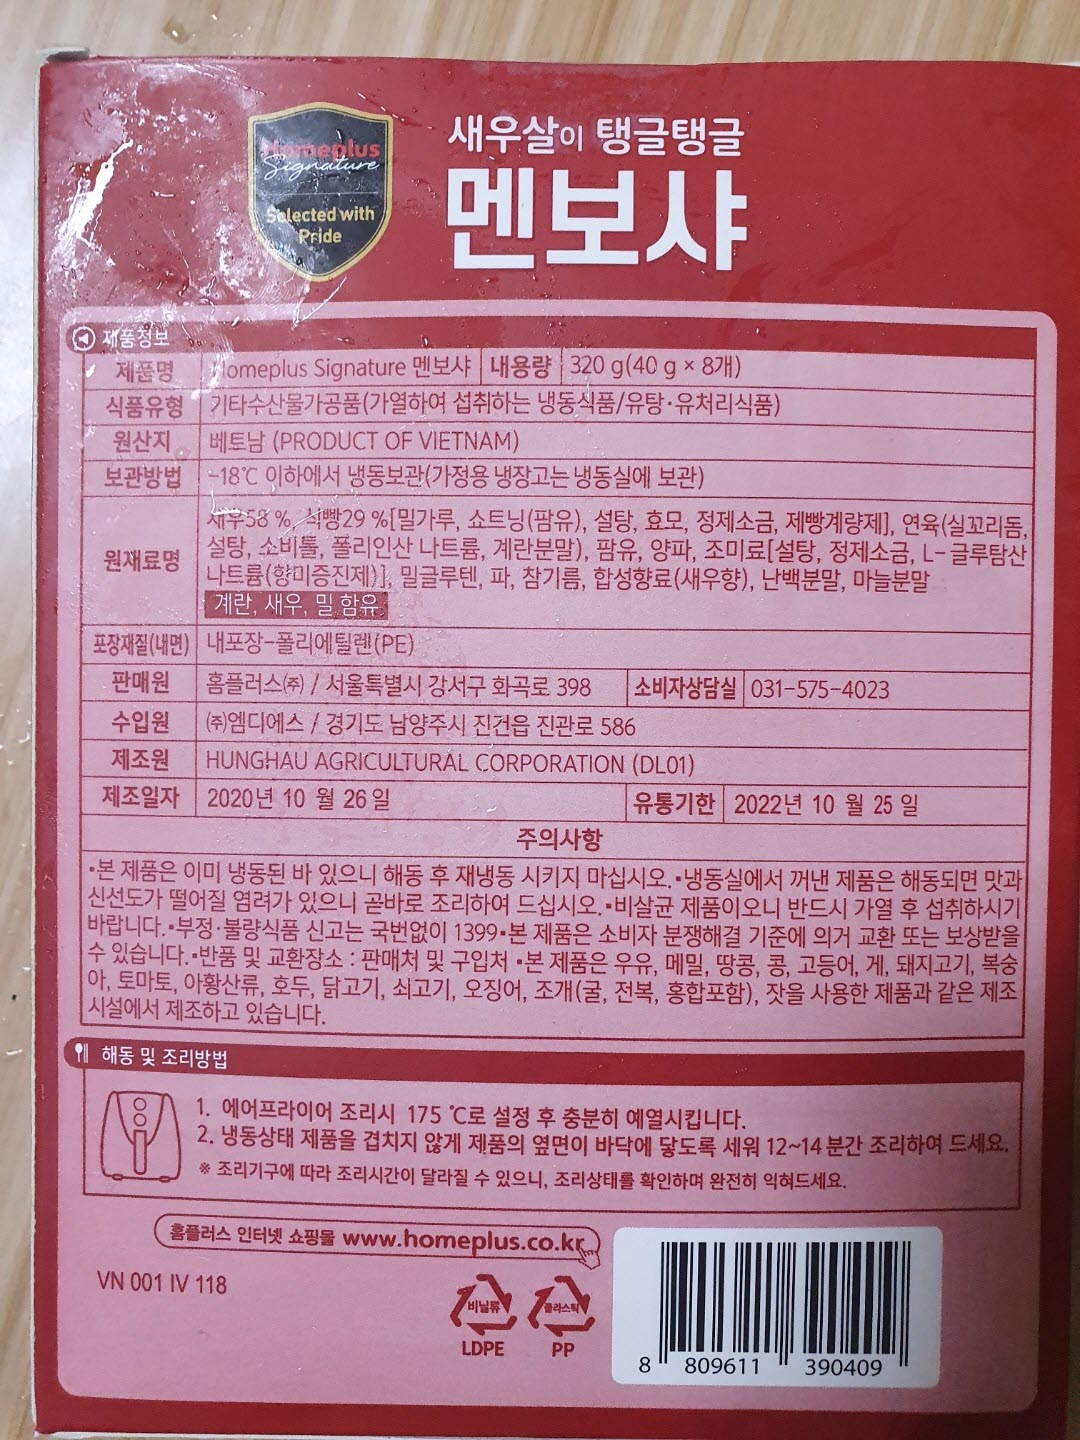 Homeplus
Signature
Selected with
Pride
새우살이 탱글탱글
멘보샤
제품정보
제품명 Homeplus Signature 멘보샤 내용량 320 g(40 g × 8개)
식품유형 기타수산물가공품(가열하여 섭취하는 냉동식품/유탕·유처리식품)
원산지 베트남 (PRODUCT OF VIETNAM)
보관방법 -18℃ 이하에서 냉동보관(가정용 냉장고는 냉동실에 보관)
원재료명
새우58 %, 식빵29 %[밀가루, 쇼트닝(팜유), 설탕, 효모, 정제소금, 제빵계량제], 연육(실꼬리돔,
설탕, 소비톨, 폴리인산 나트륨, 계란분말), 팜유, 양파, 조미료[설탕, 정제소금, L-글루탐산
나트륨(향미증진제)], 밀글루텐, 파, 참기름, 합성향료(새우향), 난백분말, 마늘분말
계란, 새우, 밀 함유
포장재질(내면) 내포장-폴리에틸렌(PE)
판매원 홈플러스㈜ / 서울특별시 강서구 화곡로 398 소비자상담실 031-575-4023
수입원 ㈜엠디에스 / 경기도 남양주시 진건읍 진관로 586
제조원 HUNGHAU AGRICULTURAL CORPORATION (DL01)
제조일자 2020년 10 월 26 일 유통기한 2022년 10 월 25 일
주의사항
•본 제품은 이미 냉동된 바 있으니 해동 후 재냉동 시키지 마십시오.•냉동실에서 꺼낸 제품은 해동되면 맛과
신선도가 떨어질 염려가 있으니 곧바로 조리하여 드십시오.•비살균 제품이오니 반드시 가열 후 섭취하시기
바랍니다.•부정·불량식품 신고는 국번없이 1399•본 제품은 소비자 분쟁해결 기준에 의거 교환 또는 보상받을
수 있습니다.•반품 및 교환장소 : 판매처 및 구입처 •본 제품은 우유, 메밀, 땅콩, 콩, 고등어, 게, 돼지고기, 복숭
아, 토마토, 아황산류, 호두, 닭고기, 쇠고기, 오징어, 조개(굴, 전복, 홍합포함), 잣을 사용한 제품과 같은 제조
시설에서 제조하고 있습니다.
해동 및 조리방법
1. 에어프라이어 조리시 175 ℃로 설정 후 충분히 예열시킵니다.
2. 냉동상태 제품을 겹치지 않게 제품의 옆면이 바닥에 닿도록 세워 12~14 분간 조리하여 드세요.
※ 조리기구에 따라 조리시간이 달라질 수 있으니, 조리상태를 확인하며 완전히 익혀드세요.
홈플러스 인터넷 쇼핑몰 www.homeplus.co.kr
VN 001 IV 118
비닐류
LDPE
플라스틱
PP
8 809611 390409